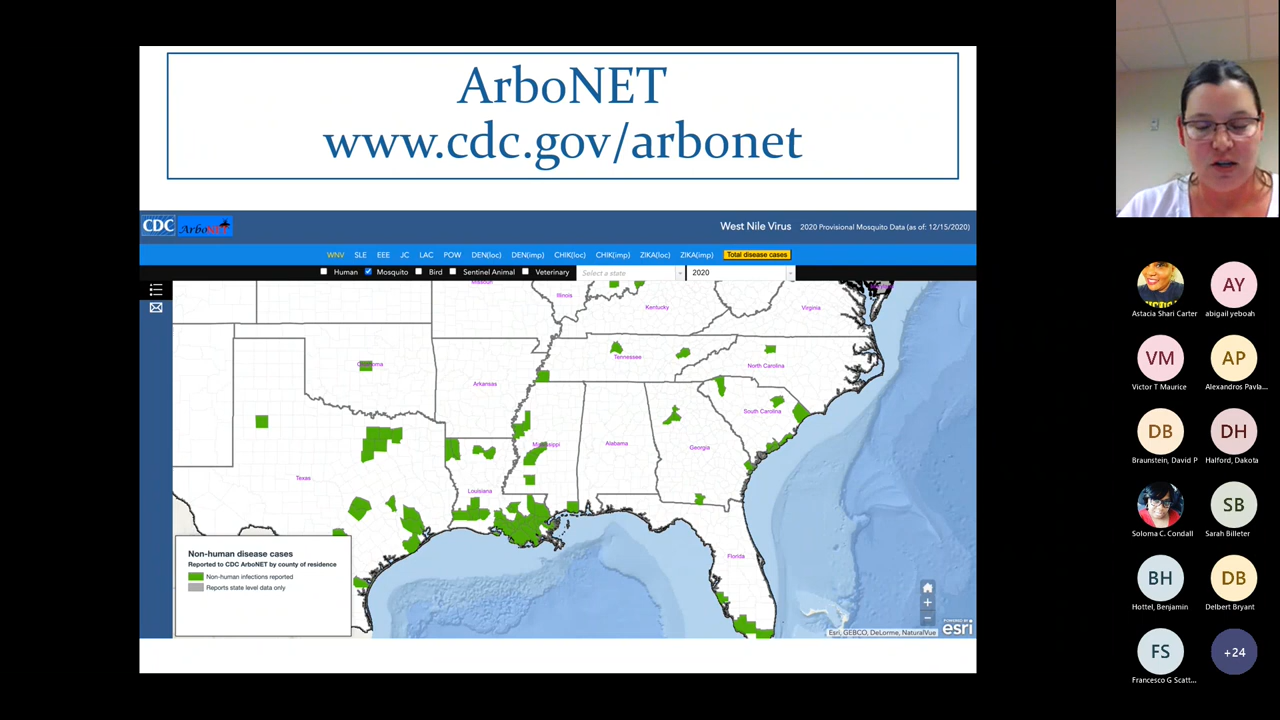 ArboNET
www.cdc.gov/arbonet
CDC ArboNET
West Nile Virus 2020 Provisional Mosquito Data (as of: 12/15/2020)
WNV SLE EEE JC LAC POW DEN(loc) DEN(imp) CHIK(loc) CHIK(imp) ZIKA(loc) ZIKA(imp) Total disease cases
Human Mosquito Bird Sentinel Animal Veterinary Select a state 2020
Missouri
Illinois
Kentucky
Virginia
Oklahoma
Arkansas
Tennessee
North Carolina
South Carolina
Mississippi
Alabama
Georgia
Texas
Louisiana
Florida
Non-human disease cases
Reported to CDC ArboNET by county of residence
Non-human infections reported
Reports state level data only
Esri, GEBCO, DeLorme, NaturalVue
POWERED BY
esri
Astacia Shari Carter
AY
abigail yeboah
VM
Victor T Maurice
AP
Alexandros Pavla...
DB
Braunstein, David P
DH
Halford, Dakota
Soloma C. Condall
SB
Sarah Billeter
BH
Hottel, Benjamin
DB
Delbert Bryant
FS
Francesco G Scatt...
+24